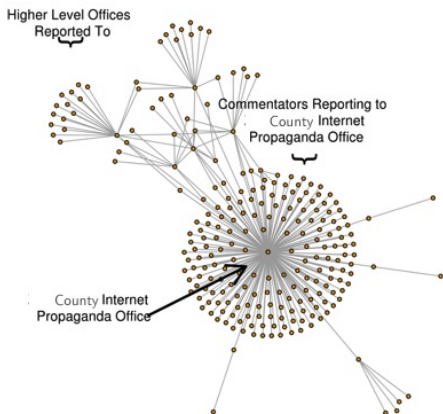 Higher Level Offices
Reported To
Commentators Reporting to
County Internet
Propaganda Office
County Internet
Propaganda Office